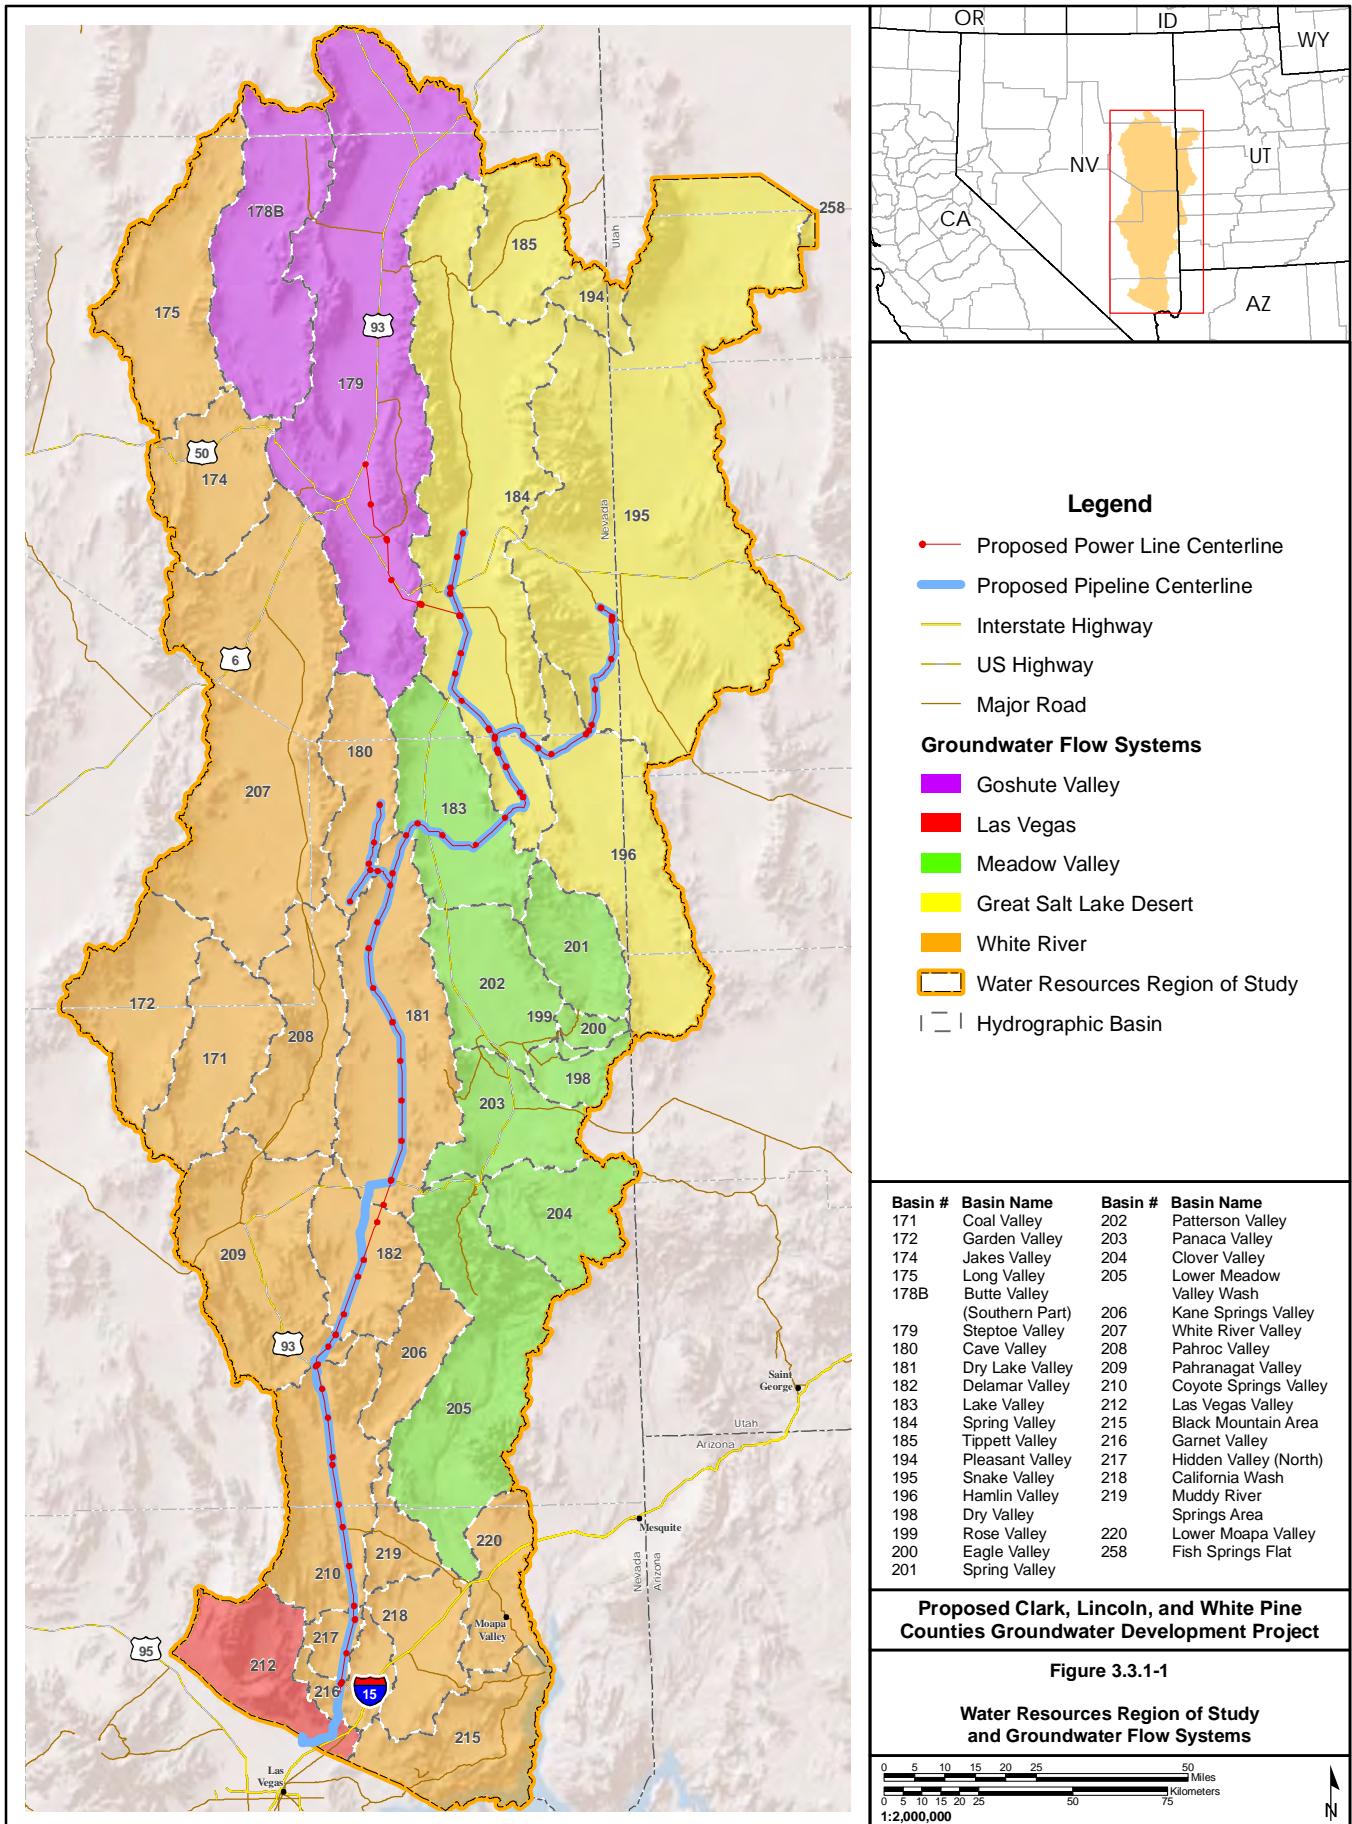 178B
258
185
Utah
194
175
93
179
50
174
184
Nevada
195
6
180
207
183
196
201
172
202
181
199
200
208
171
198
203
204
209
182
93
206
205
Saint
George
Utah
Arizona
Mesquite
220
219
210
Nevada
Arizona
218
Moapa
Valley
217
95
212
216
15
215
Las
Vegas
OR
ID
WY
NV
UT
CA
AZ
Legend
Proposed Power Line Centerline
Proposed Pipeline Centerline
Interstate Highway
US Highway
Major Road
Groundwater Flow Systems
Goshute Valley
Las Vegas
Meadow Valley
Great Salt Lake Desert
White River
Water Resources Region of Study
Hydrographic Basin
Basin # Basin Name Basin # Basin Name
171 Coal Valley 202 Patterson Valley
172 Garden Valley 203 Panaca Valley
174 Jakes Valley 204 Clover Valley
175 Long Valley 205 Lower Meadow
178B Butte Valley Valley Wash
(Southern Part) 206 Kane Springs Valley
179 Steptoe Valley 207 White River Valley
180 Cave Valley 208 Pahroc Valley
181 Dry Lake Valley 209 Pahranagat Valley
182 Delamar Valley 210 Coyote Springs Valley
183 Lake Valley 212 Las Vegas Valley
184 Spring Valley 215 Black Mountain Area
185 Tippett Valley 216 Garnet Valley
194 Pleasant Valley 217 Hidden Valley (North)
195 Snake Valley 218 California Wash
196 Hamlin Valley 219 Muddy River
198 Dry Valley Springs Area
199 Rose Valley 220 Lower Moapa Valley
200 Eagle Valley 258 Fish Springs Flat
201 Spring Valley
Proposed Clark, Lincoln, and White Pine
Counties Groundwater Development Project
Figure 3.3.1-1
Water Resources Region of Study
and Groundwater Flow Systems
0 5 10 15 20 25 50
Miles
Kilometers
0 5 10 15 20 25 50 75
1:2,000,000
N